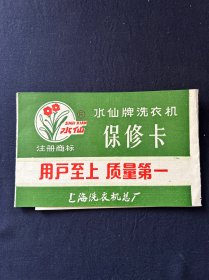 水仙牌洗衣机
SHUI XIAN
水仙
注册商标
保修卡
用户至上 质量第一
上海洗衣机总厂